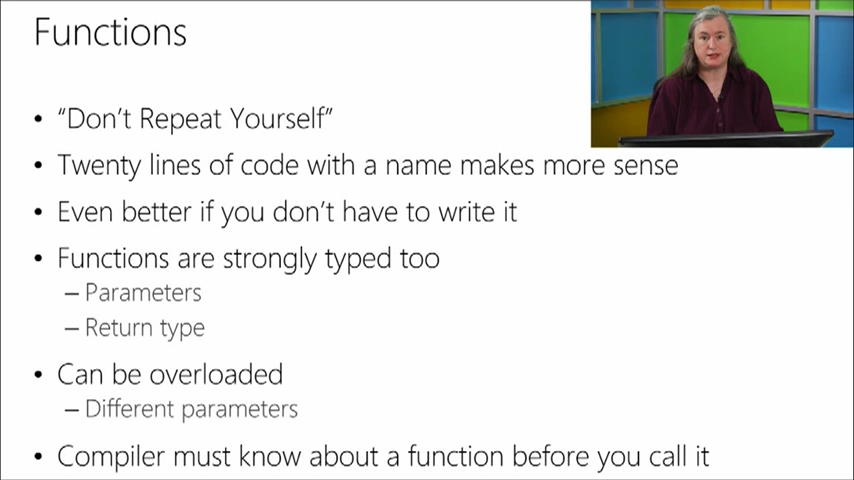 Functions
• “Don’t Repeat Yourself”
• Twenty lines of code with a name makes more sense
• Even better if you don’t have to write it
• Functions are strongly typed too
– Parameters
– Return type
• Can be overloaded
– Different parameters
• Compiler must know about a function before you call it